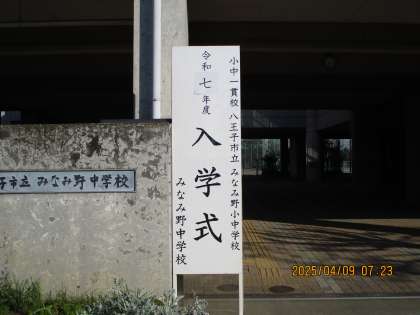 小中一貫校 八王子市立 みなみ野小中学校
令和七年度
入学式
みなみ野中学校
子市立 みなみ野中学校
2025/04/09 07:23